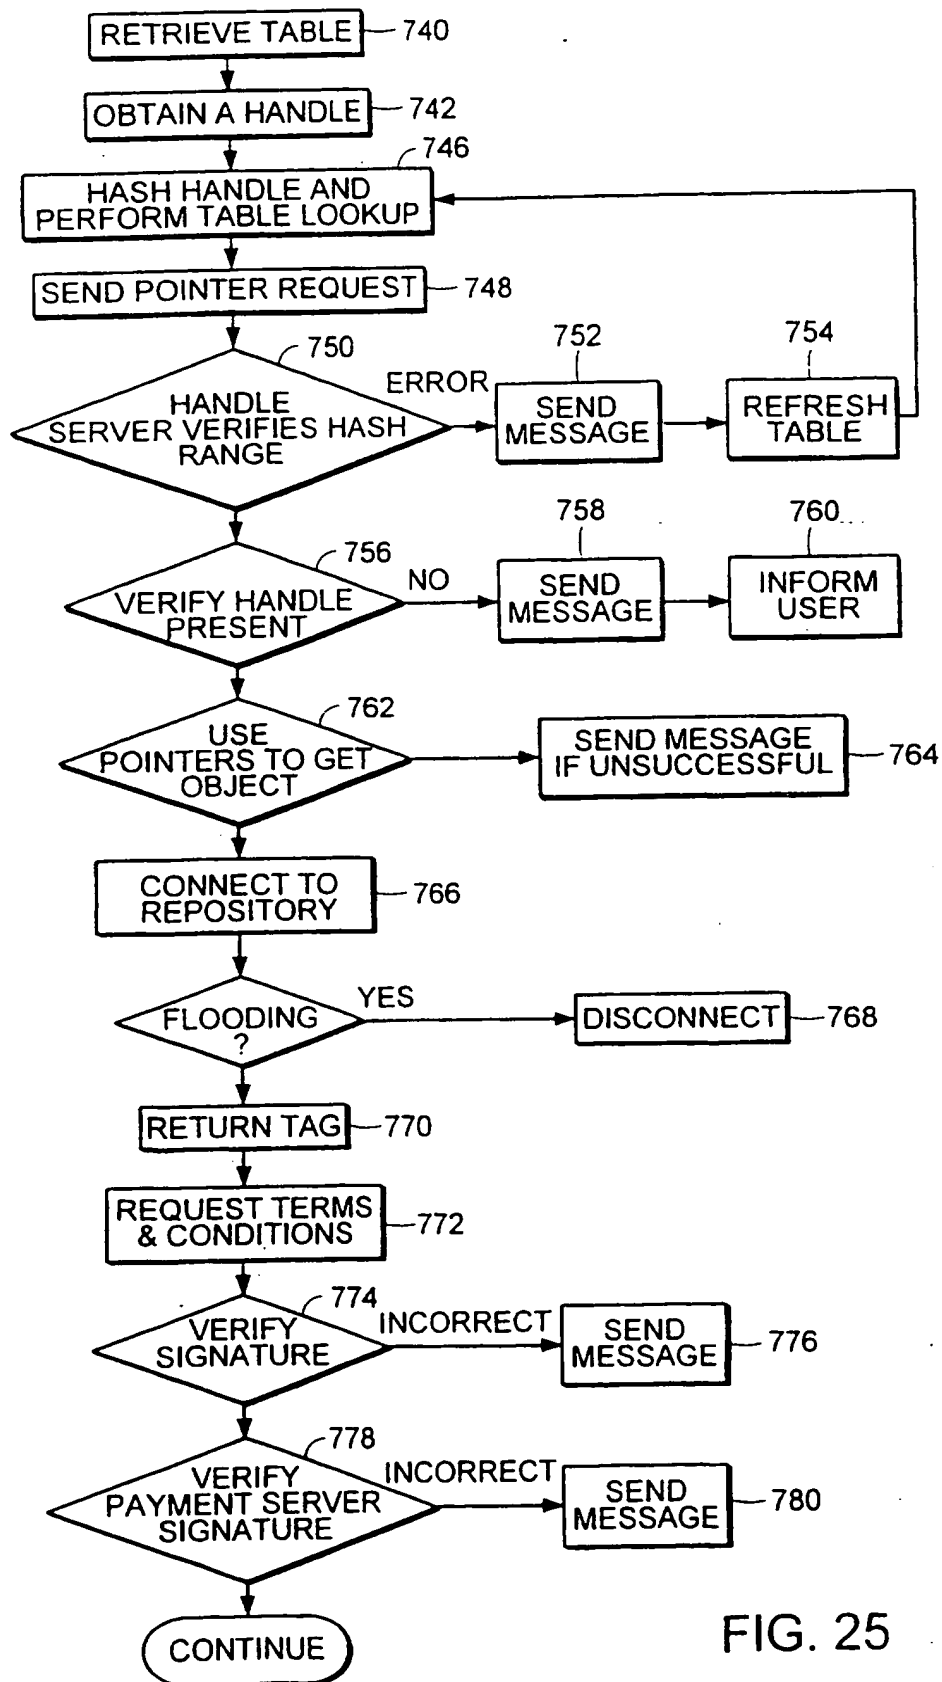 RETRIEVE TABLE 740
OBTAIN A HANDLE 742
746
HASH HANDLE AND
PERFORM TABLE LOOKUP
SEND POINTER REQUEST 748
750
HANDLE
SERVER VERIFIES HASH
RANGE
ERROR
752
SEND
MESSAGE
754
REFRESH
TABLE
756
VERIFY HANDLE
PRESENT
NO
758
SEND
MESSAGE
760
INFORM
USER
762
USE
POINTERS TO GET
OBJECT
SEND MESSAGE
IF UNSUCCESSFUL
764
CONNECT TO
REPOSITORY
766
FLOODING
?
YES
DISCONNECT 768
RETURN TAG 770
REQUEST TERMS
& CONDITIONS
772
774
VERIFY
SIGNATURE
INCORRECT
SEND
MESSAGE
776
778
VERIFY
PAYMENT SERVER
SIGNATURE
INCORRECT
SEND
MESSAGE
780
CONTINUE
FIG. 25